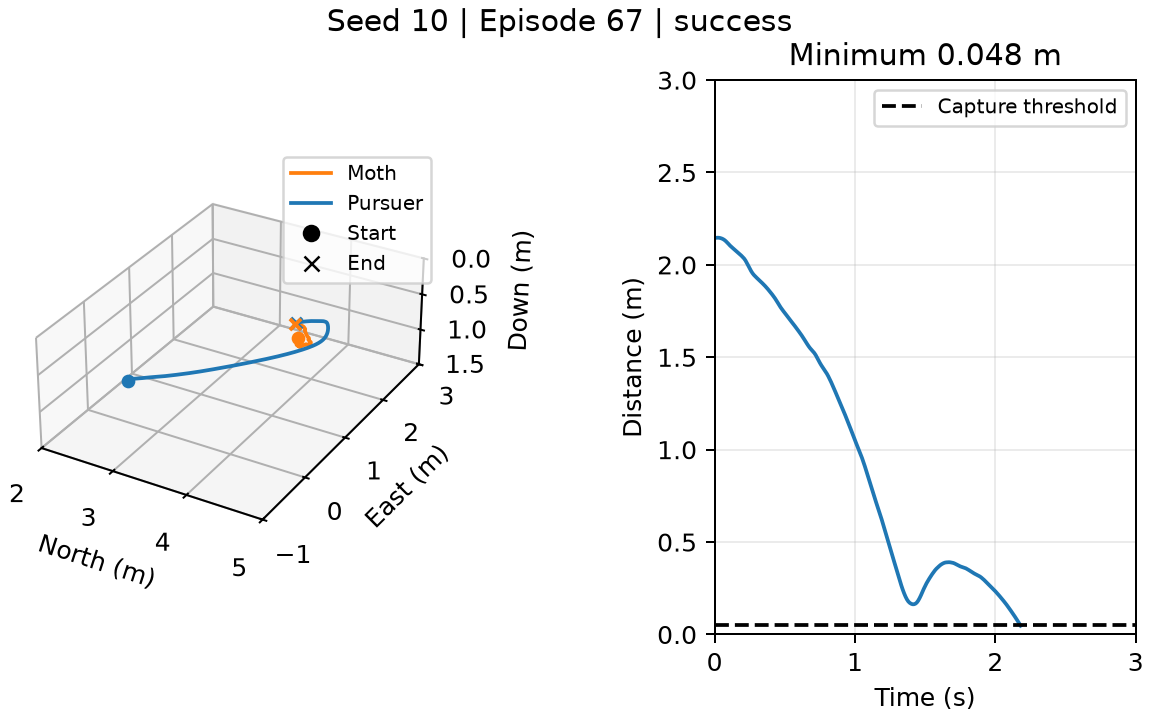 Seed 10 | Episode 67 | success
Moth
Pursuer
Start
End
0.0
0.5
1.0
1.5
Down (m)
3
2
1
0
−1
East (m)
2
3
4
5
North (m)
Minimum 0.048 m
Capture threshold
3.0
2.5
2.0
1.5
1.0
0.5
0.0
Distance (m)
0
1
2
3
Time (s)